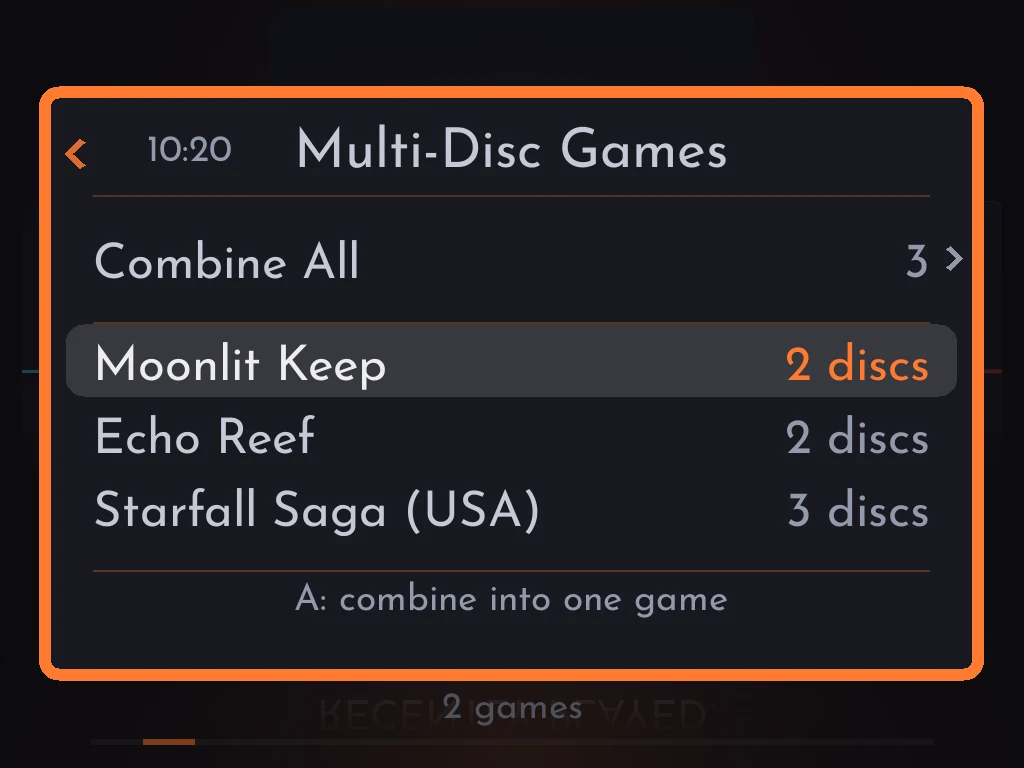 10:20 Multi-Disc Games
Combine All 3
Moonlit Keep 2 discs
Echo Reef 2 discs
Starfall Saga (USA) 3 discs
A: combine into one game
2 games